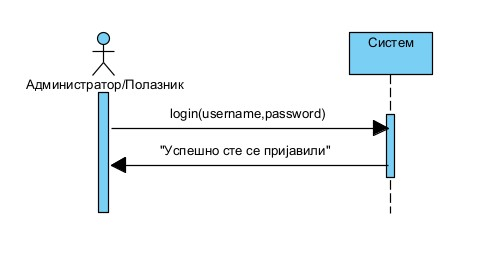 Систем
Администратор/Полазник
login(username,password)
"Успешно сте се пријавили"